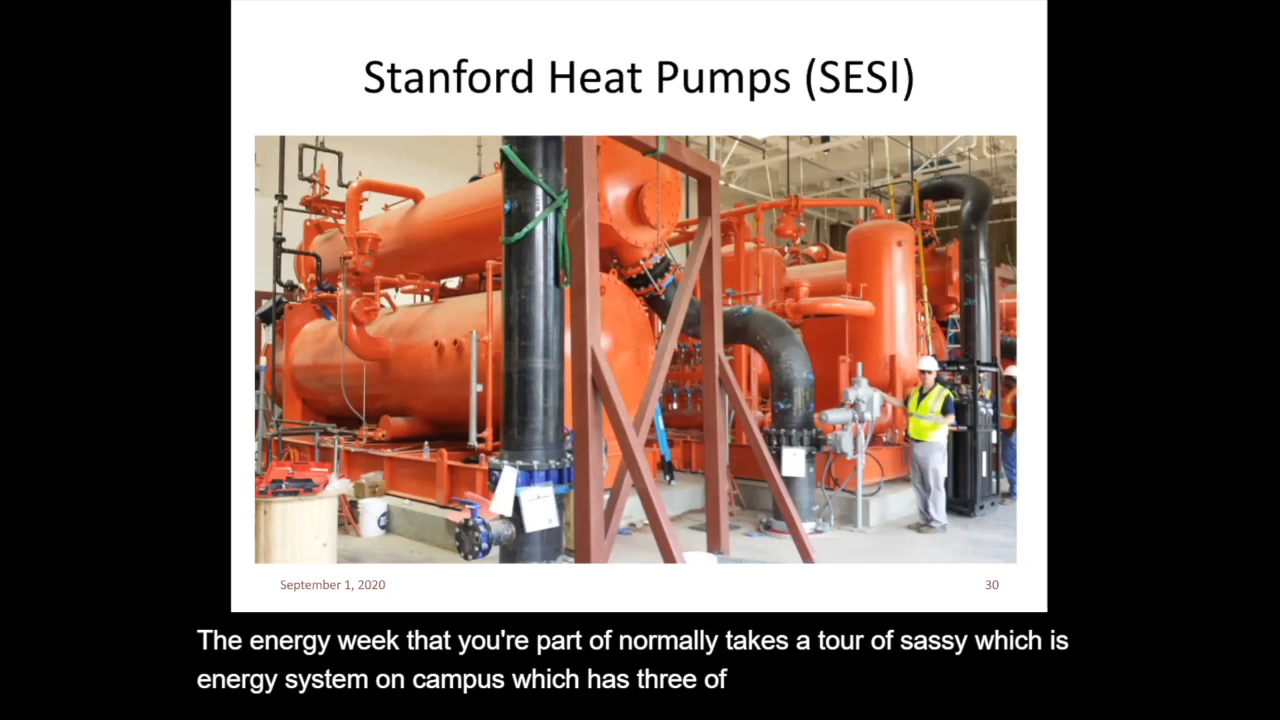 Stanford Heat Pumps (SESI)
September 1, 2020
30
The energy week that you're part of normally takes a tour of sassy which is
energy system on campus which has three of